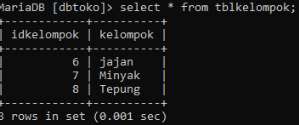 MariaDB [dbtoko]> select * from tblkelompok;
+------------+----------+
| idkelompok | kelompok |
+------------+----------+
|          6 | jajan    |
|          7 | Minyak   |
|          8 | Tepung   |
+------------+----------+
3 rows in set (0.001 sec)